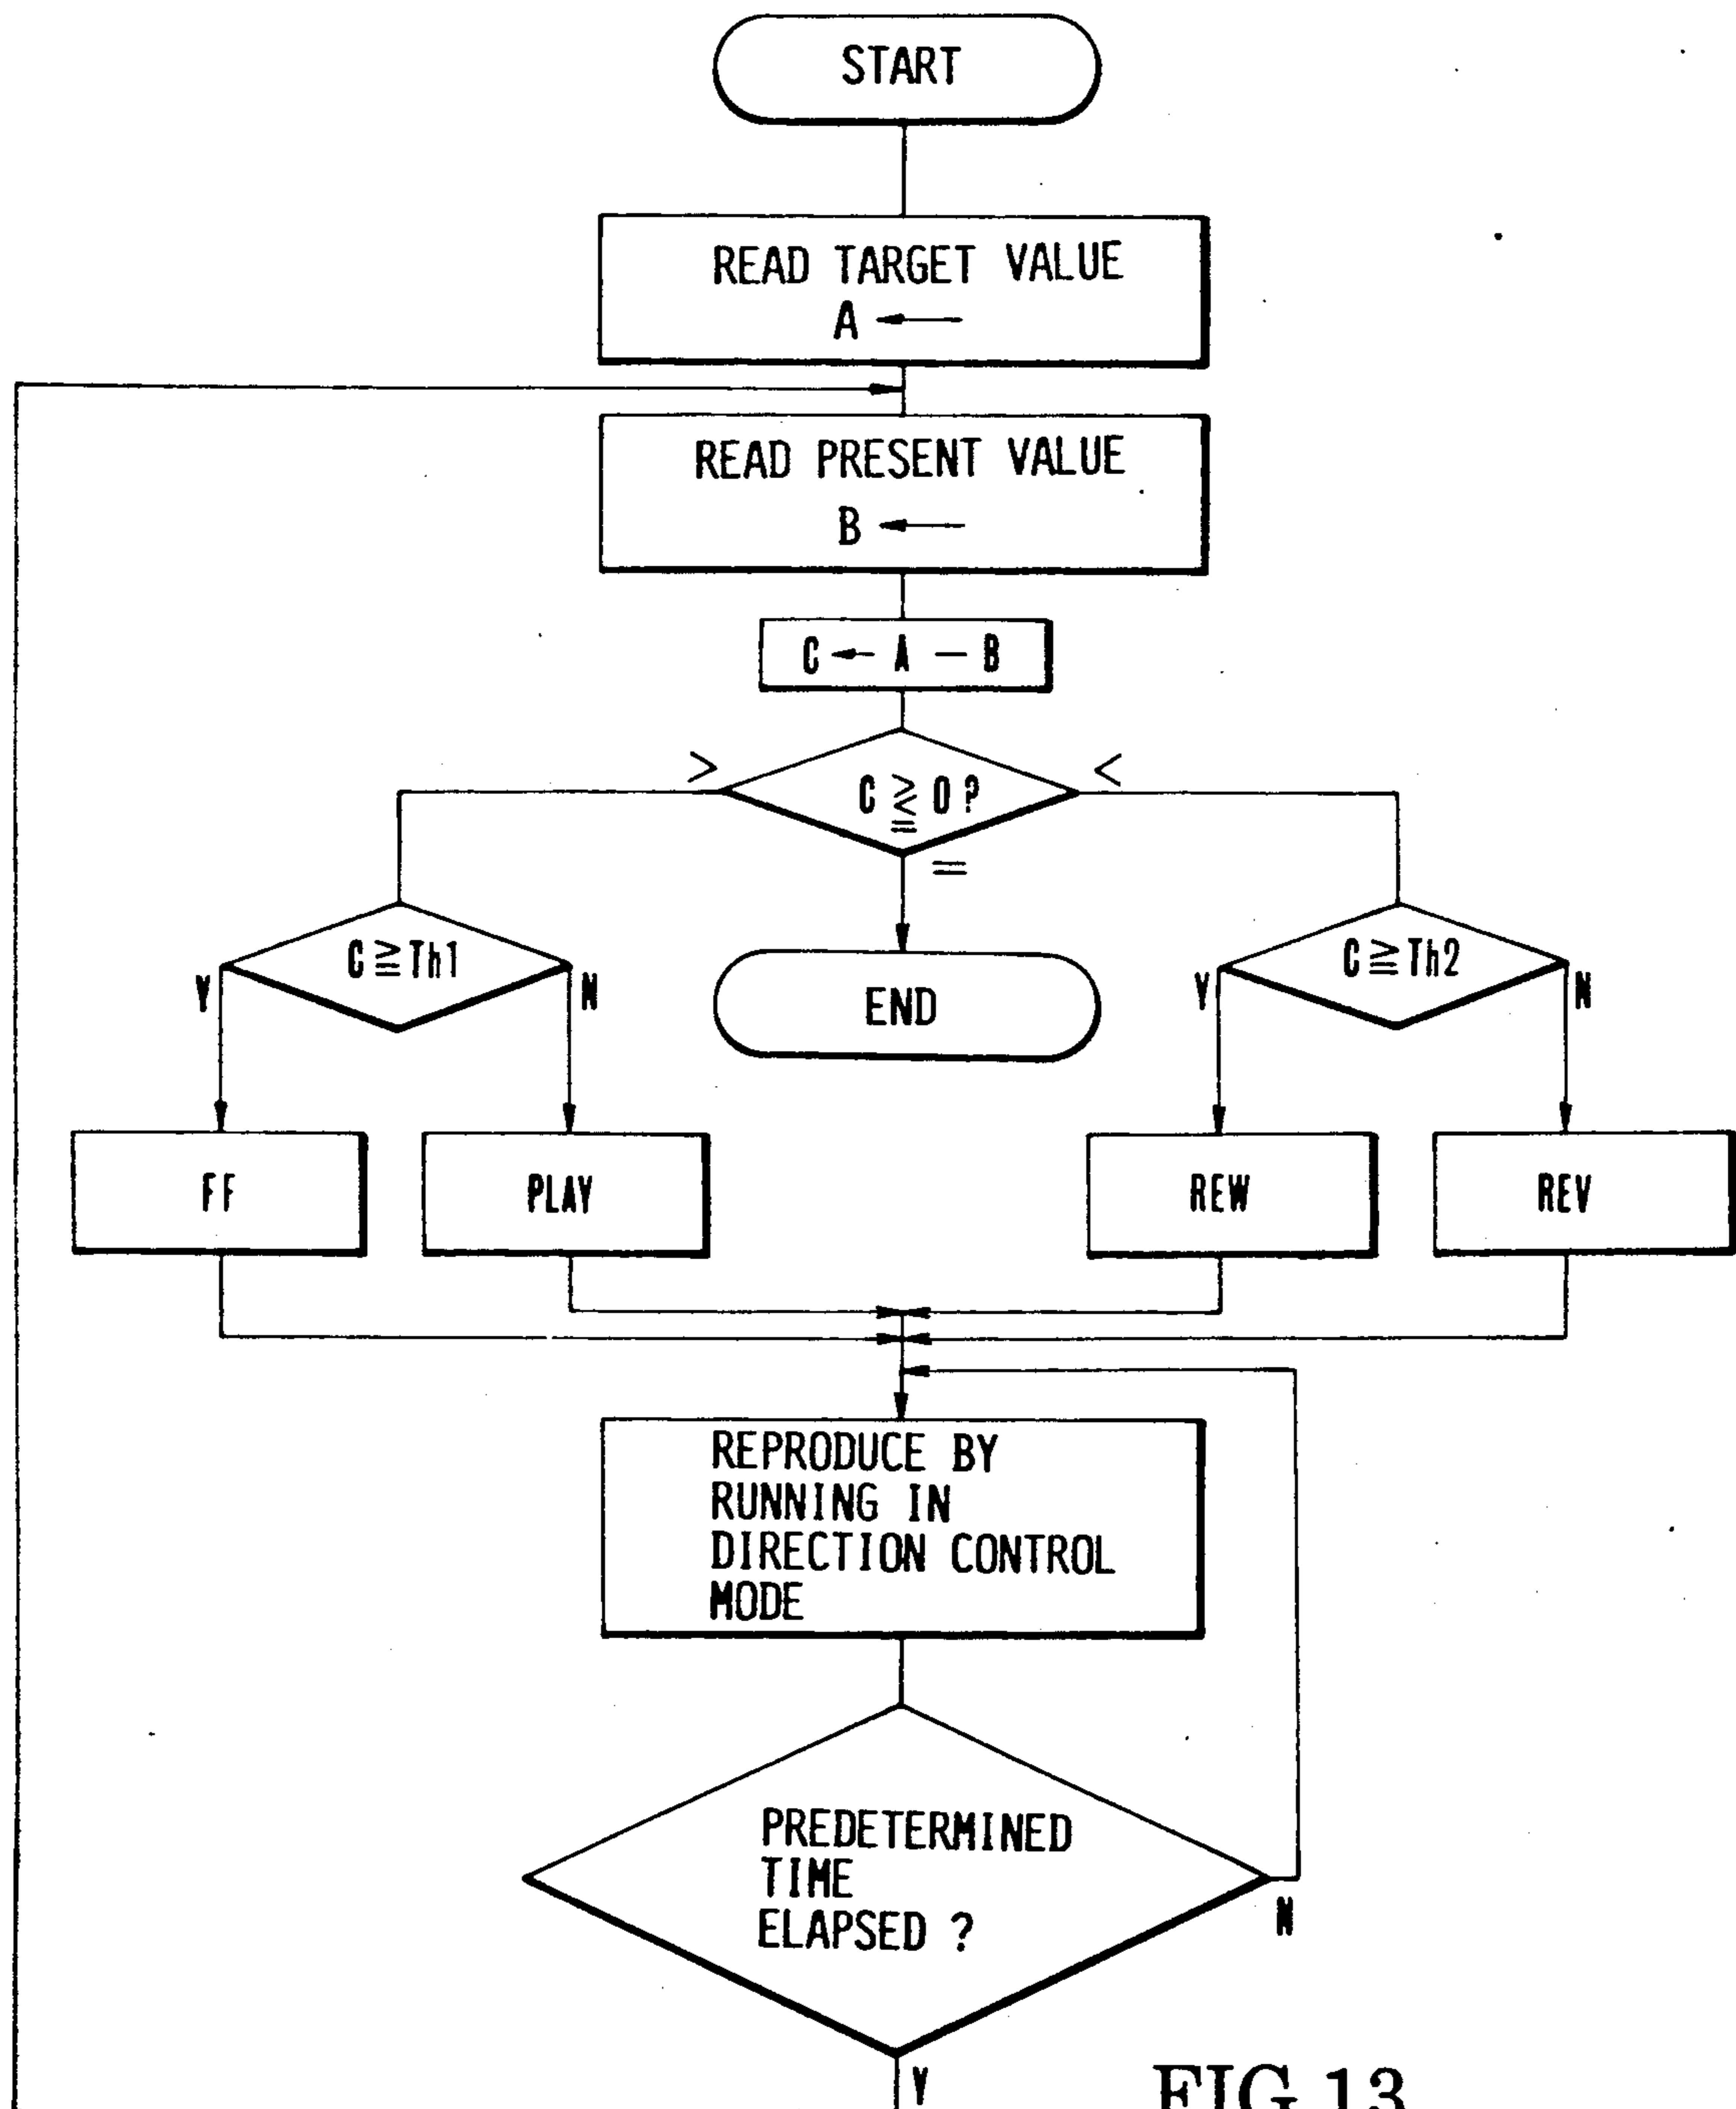 START
READ TARGET VALUE
A ←
READ PRESENT VALUE
B ←
C ← A — B
>
C ⋛ 0 ?
<
=
C ≧ Th1
Y
N
END
C ≧ Th2
Y
N
FF
PLAY
REW
REV
REPRODUCE BY
RUNNING IN
DIRECTION CONTROL
MODE
PREDETERMINED
TIME
ELAPSED ?
N
Y
FIG.13